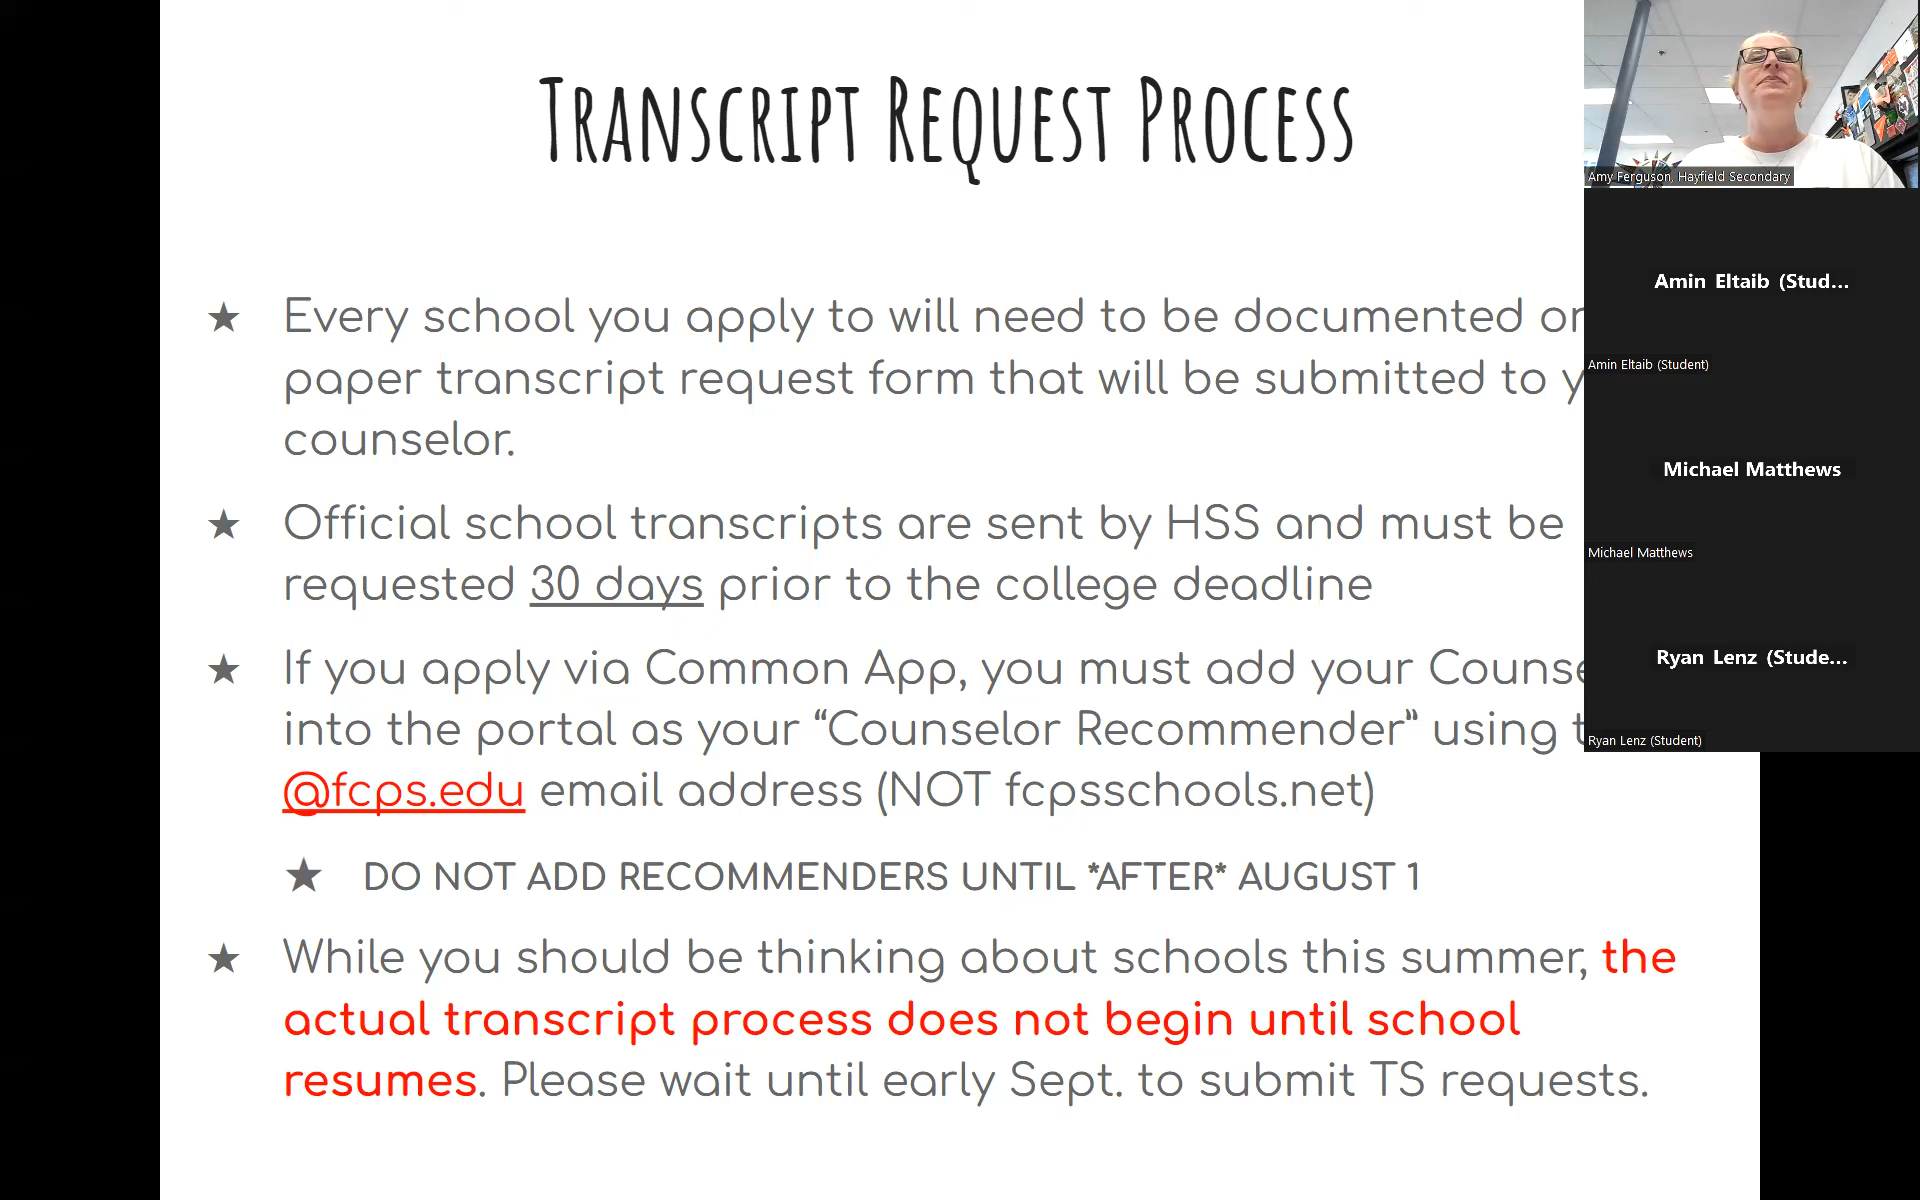 Transcript Request Process
★ Every school you apply to will need to be documented on
paper transcript request form that will be submitted to
counselor.
★ Official school transcripts are sent by HSS and must be
requested 30 days prior to the college deadline
★ If you apply via Common App, you must add your
into the portal as your “Counselor Recommender” using
@fcps.edu email address (NOT fcpsschools.net)
★ DO NOT ADD RECOMMENDERS UNTIL *AFTER* AUGUST 1
★ While you should be thinking about schools this summer, the
actual transcript process does not begin until school
resumes. Please wait until early Sept. to submit TS requests.
Amy Ferguson, Hayfield Secondary
Amin Eltaib (Stud...
Amin Eltaib (Student)
Michael Matthews
Michael Matthews
Ryan Lenz (Stude...
Ryan Lenz (Student)